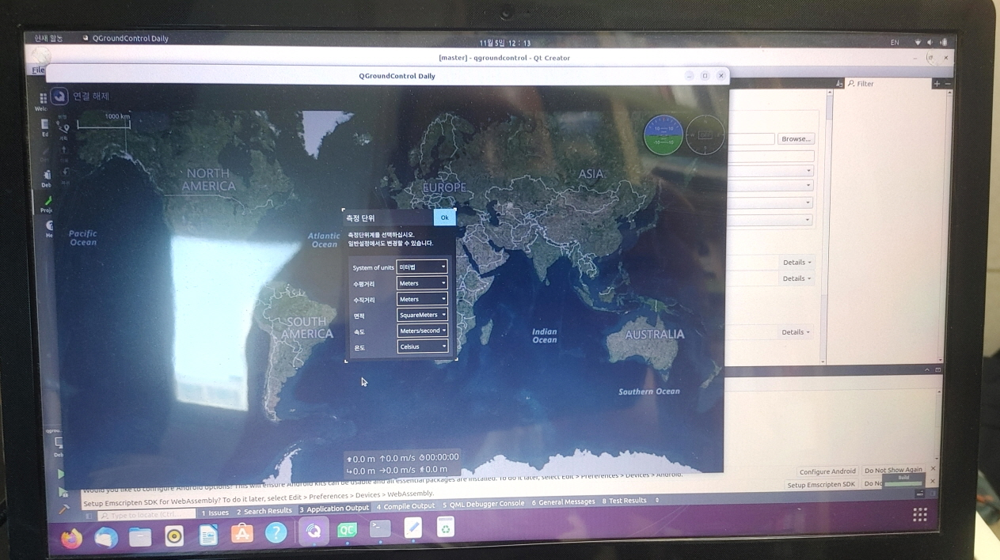 현재 활동 QGroundControl Daily
11월 5일 12 : 13
EN
[master] - qgroundcontrol - Qt Creator
File
QGroundControl Daily
Filter
연결 해제
1000 km
Browse...
NORTH
AMERICA
EUROPE
ASIA
Pacific
Ocean
Atlantic
Ocean
측정 단위
Ok
측정단위계를 선택하십시오.
일반설정에서도 변경할 수 있습니다.
System of units 미터법
수평거리 Meters
수직거리 Meters
면적 SquareMeters
속도 Meters/second
온도 Celsius
Details
Details
Details
SOUTH
AMERICA
Indian
Ocean
AUSTRALIA
Southern Ocean
0.0 m 0.0 m/s 00:00:00
0.0 m 0.0 m/s 0.0 m
Would you like to configure Android options? This will ensure Android kits can be usable and all essential packages are installed. To do it later, select Edit > Preferences > Devices > Android.
Configure Android Do Not Show Again
Setup Emscripten SDK for WebAssembly? To do it later, select Edit > Preferences > Devices > WebAssembly.
Setup Emscripten SDK
Build
Type to locate (Ctrl...
1 Issues 2 Search Results 3 Application Output 4 Compile Output 5 QML Debugger Console 6 General Messages 8 Test Results
QC